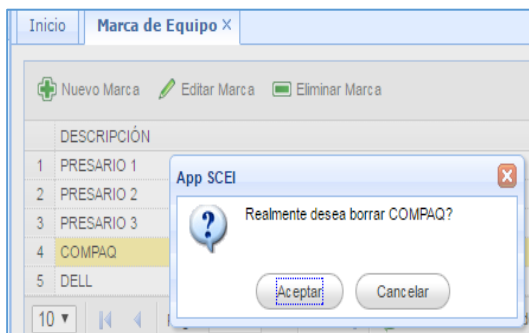 Inicio Marca de Equipo ×
Nuevo Marca Editar Marca Eliminar Marca
DESCRIPCIÓN
1 PRESARIO 1
2 PRESARIO 2
3 PRESARIO 3
4 COMPAQ
5 DELL
App SCEI
Realmente desea borrar COMPAQ?
Aceptar Cancelar
10